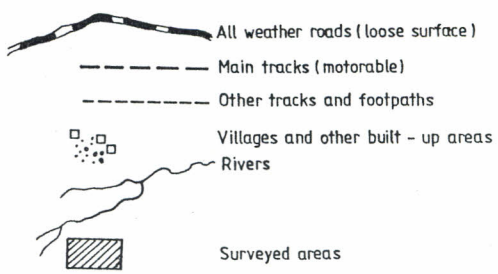 All weather roads (loose surface)
Main tracks (motorable)
Other tracks and footpaths
Villages and other built - up areas
Rivers
Surveyed areas